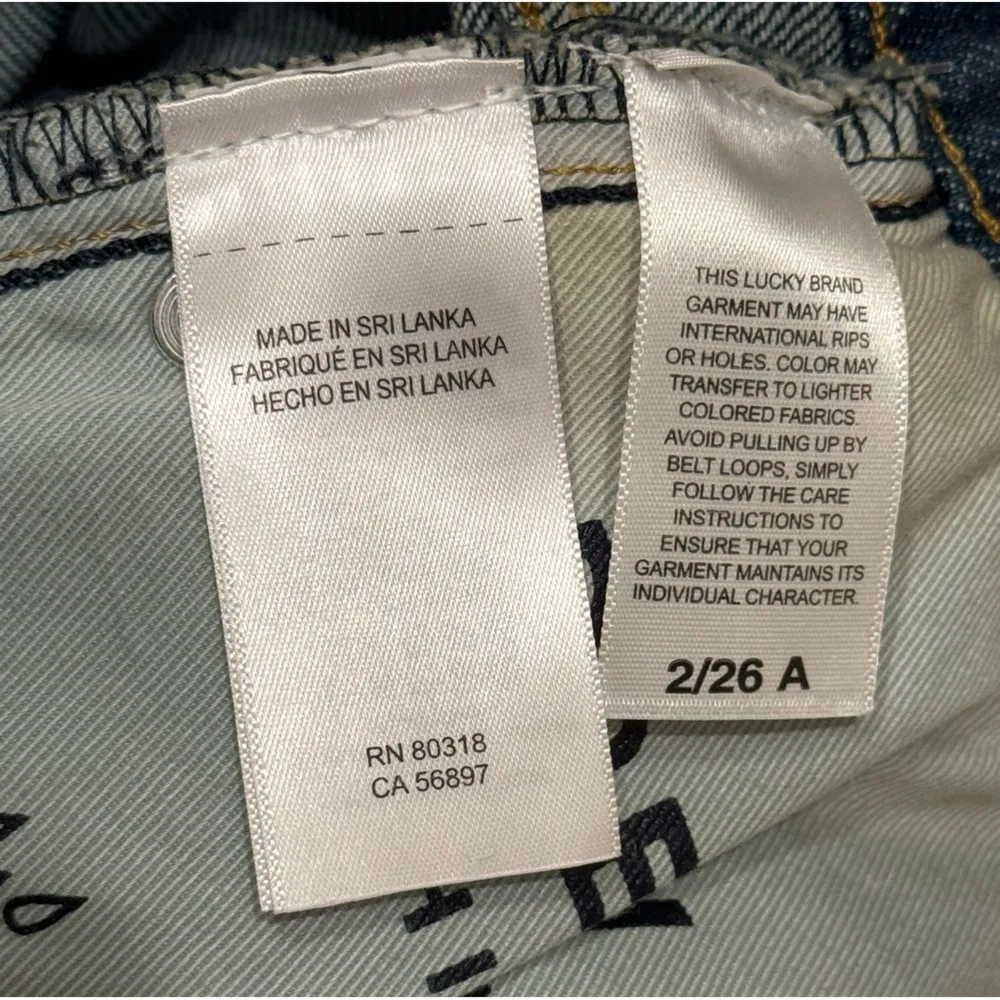 MADE IN SRI LANKA
FABRIQUÉ EN SRI LANKA
HECHO EN SRI LANKA
RN 80318
CA 56897
THIS LUCKY BRAND
GARMENT MAY HAVE
INTERNATIONAL RIPS
OR HOLES. COLOR MAY
TRANSFER TO LIGHTER
COLORED FABRICS.
AVOID PULLING UP BY
BELT LOOPS, SIMPLY
FOLLOW THE CARE
INSTRUCTIONS TO
ENSURE THAT YOUR
GARMENT MAINTAINS ITS
INDIVIDUAL CHARACTER.
2/26 A